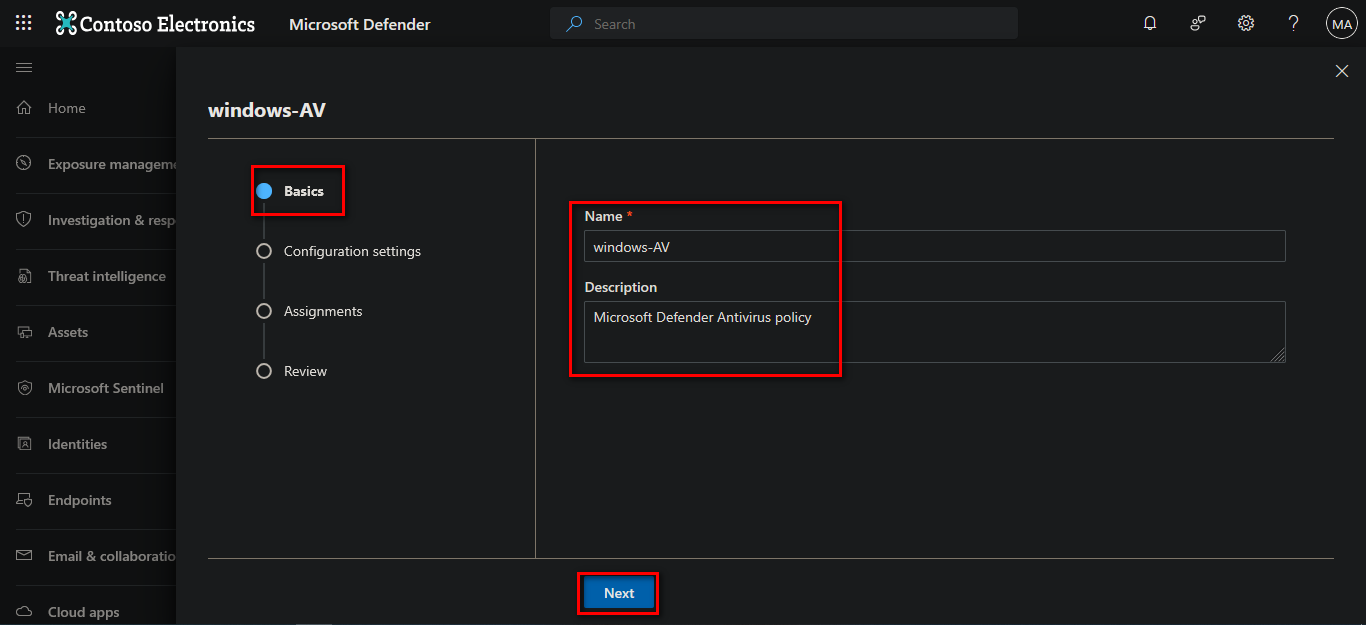 Contoso Electronics
Microsoft Defender
Search
?
MA
Home
Exposure managem
Investigation & resp
Threat intelligence
Assets
Microsoft Sentinel
Identities
Endpoints
Email & collaboratio
Cloud apps
windows-AV
Basics
Configuration settings
Assignments
Review
Name *
windows-AV
Description
Microsoft Defender Antivirus policy
Next